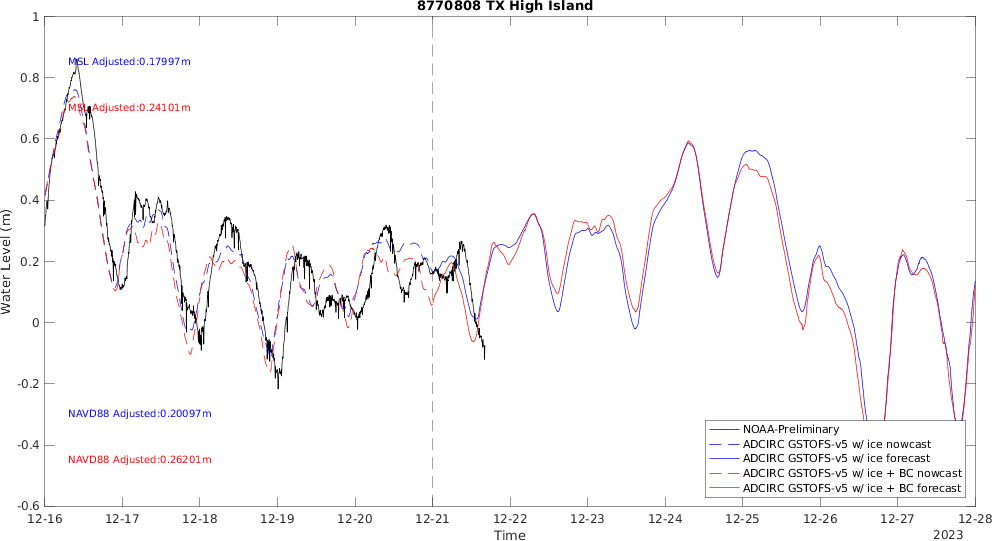 8770808 TX High Island
1
0.8
0.6
0.4
0.2
0
-0.2
-0.4
-0.6
Water Level (m)
MSL Adjusted:0.17997m
MSL Adjusted:0.24101m
NAVD88 Adjusted:0.20097m
NAVD88 Adjusted:0.26201m
NOAA-Preliminary
ADCIRC GSTOFS-v5 w/ ice nowcast
ADCIRC GSTOFS-v5 w/ ice forecast
ADCIRC GSTOFS-v5 w/ ice + BC nowcast
ADCIRC GSTOFS-v5 w/ ice + BC forecast
12-16 12-17 12-18 12-19 12-20 12-21 12-22 12-23 12-24 12-25 12-26 12-27 12-28
Time
2023